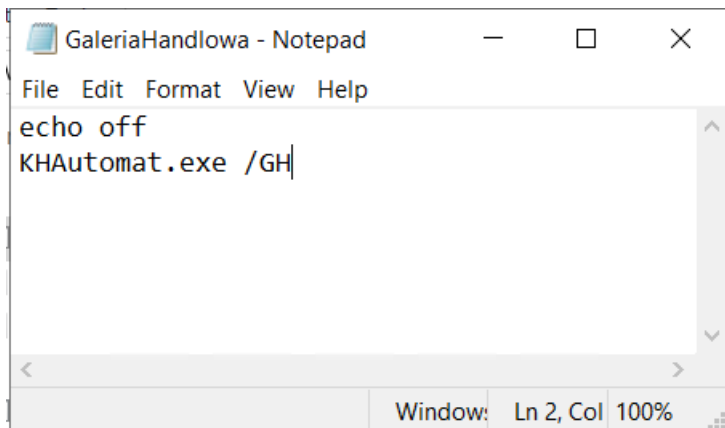 GaleriaHandlowa - Notepad
File Edit Format View Help
echo off
KHAutomat.exe /GH
Ln 2, Col 100%